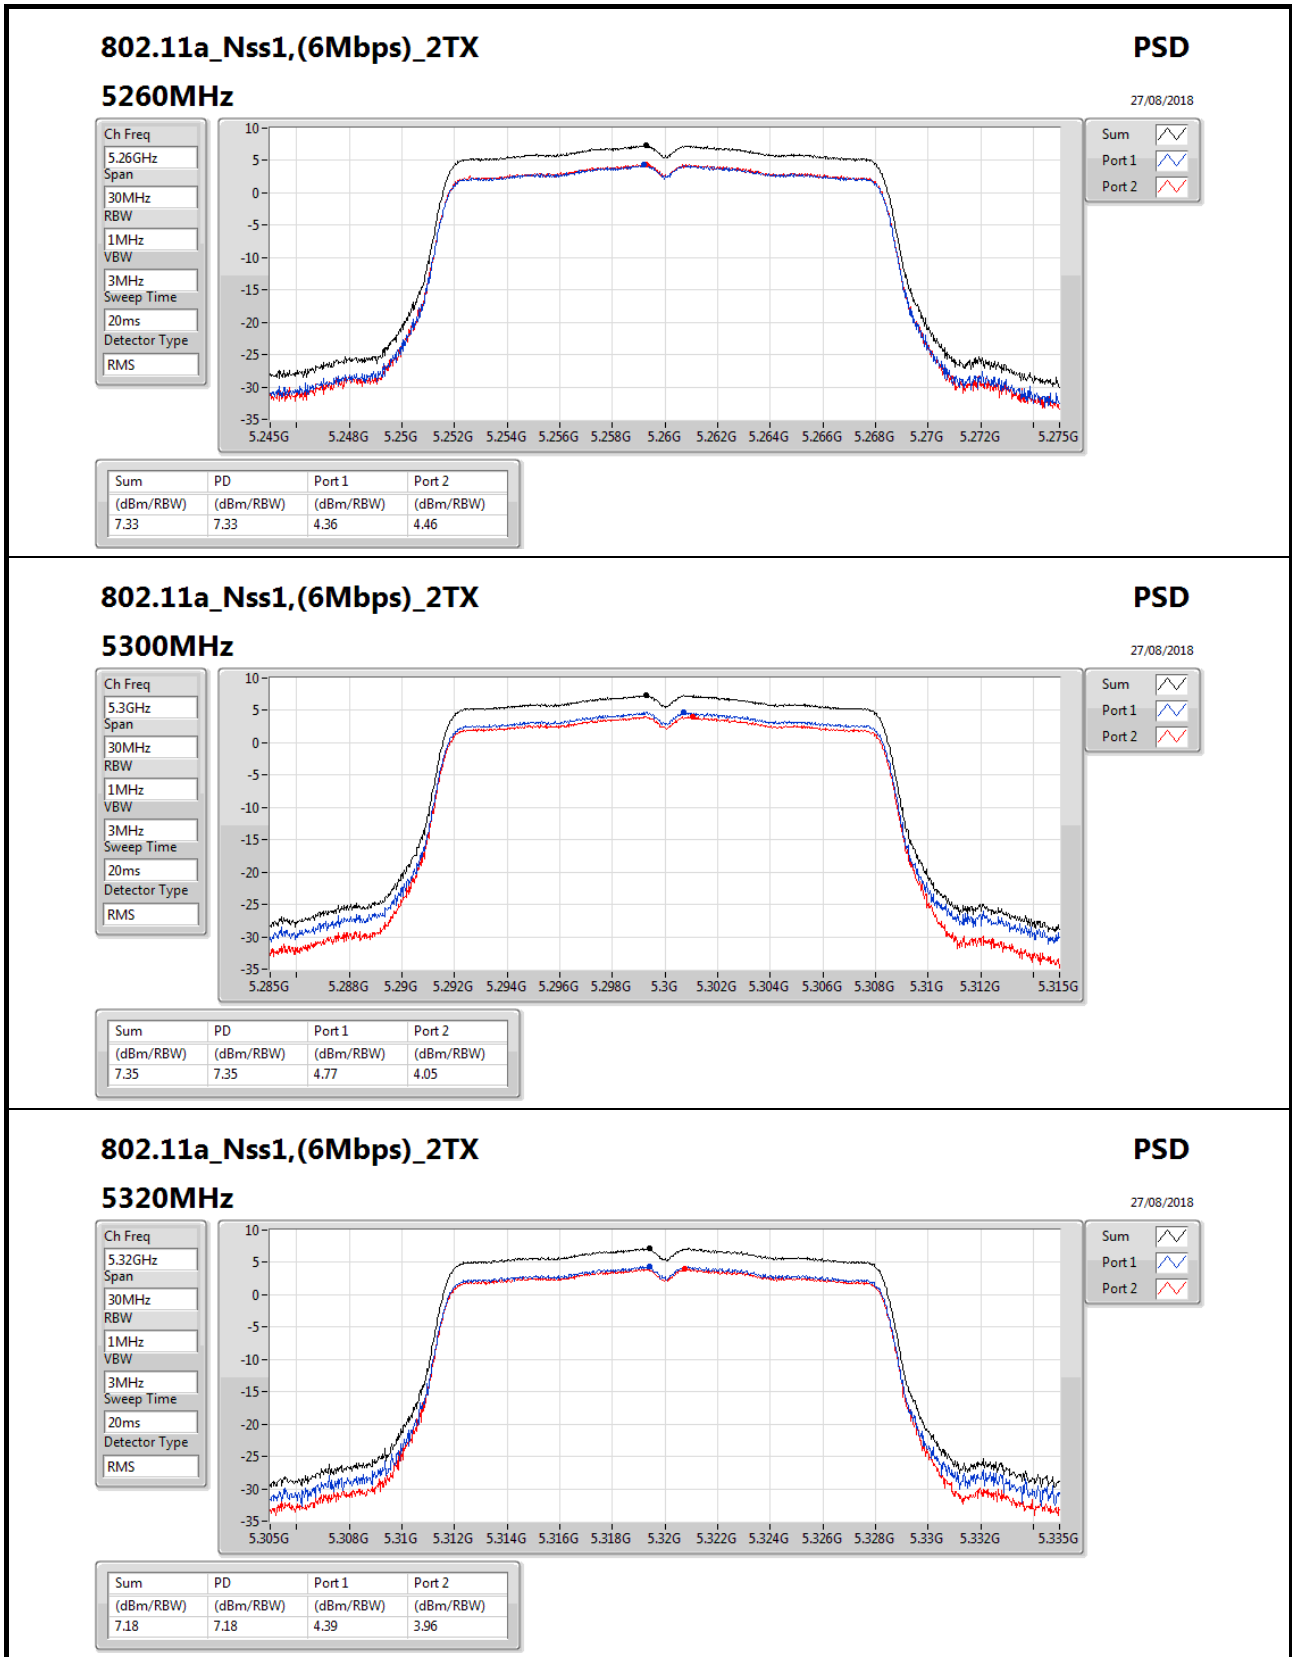 802.11a_Nss1,(6Mbps)_2TX PSD
5260MHz 27/08/2018
Ch Freq
5.26GHz
Span
30MHz
RBW
1MHz
VBW
3MHz
Sweep Time
20ms
Detector Type
RMS
10
5
0
-5
-10
-15
-20
-25
-30
-35
5.245G 5.248G 5.25G 5.252G 5.254G 5.256G 5.258G 5.26G 5.262G 5.264G 5.266G 5.268G 5.27G 5.272G 5.275G
Sum
Port 1
Port 2
Sum PD Port 1 Port 2
(dBm/RBW) (dBm/RBW) (dBm/RBW) (dBm/RBW)
7.33 7.33 4.36 4.46
802.11a_Nss1,(6Mbps)_2TX PSD
5300MHz 27/08/2018
Ch Freq
5.3GHz
Span
30MHz
RBW
1MHz
VBW
3MHz
Sweep Time
20ms
Detector Type
RMS
10
5
0
-5
-10
-15
-20
-25
-30
-35
5.285G 5.288G 5.29G 5.292G 5.294G 5.296G 5.298G 5.3G 5.302G 5.304G 5.306G 5.308G 5.31G 5.312G 5.315G
Sum
Port 1
Port 2
Sum PD Port 1 Port 2
(dBm/RBW) (dBm/RBW) (dBm/RBW) (dBm/RBW)
7.35 7.35 4.77 4.05
802.11a_Nss1,(6Mbps)_2TX PSD
5320MHz 27/08/2018
Ch Freq
5.32GHz
Span
30MHz
RBW
1MHz
VBW
3MHz
Sweep Time
20ms
Detector Type
RMS
10
5
0
-5
-10
-15
-20
-25
-30
-35
5.305G 5.308G 5.31G 5.312G 5.314G 5.316G 5.318G 5.32G 5.322G 5.324G 5.326G 5.328G 5.33G 5.332G 5.335G
Sum
Port 1
Port 2
Sum PD Port 1 Port 2
(dBm/RBW) (dBm/RBW) (dBm/RBW) (dBm/RBW)
7.18 7.18 4.39 3.96